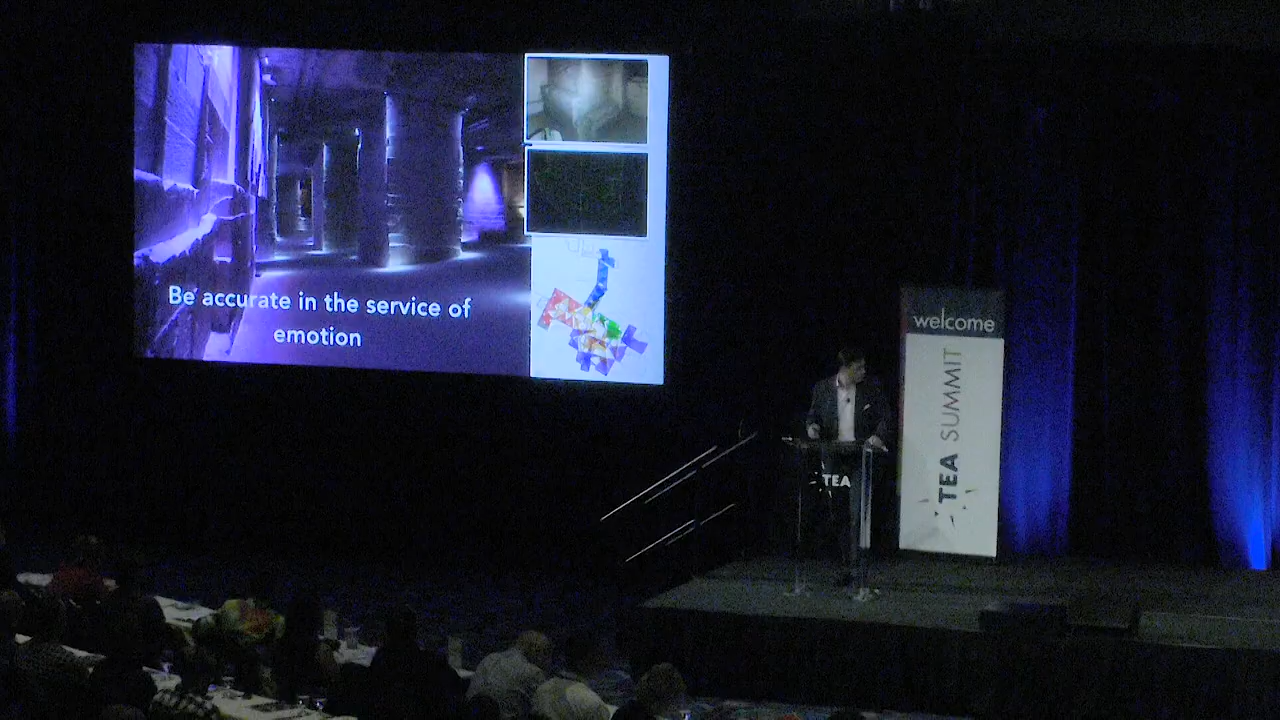 Be accurate in the service of
emotion
welcome
TEA SUMMIT
TEA